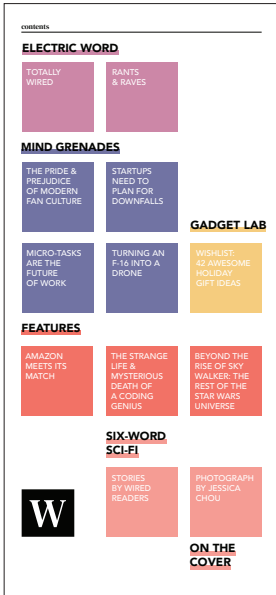 contents
ELECTRIC WORD
TOTALLY
WIRED
RANTS
& RAVES
MIND GRENADES
THE PRIDE &
PREJUDICE
OF MODERN
FAN CULTURE
STARTUPS
NEED TO
PLAN FOR
DOWNFALLS
GADGET LAB
MICRO-TASKS
ARE THE
FUTURE
OF WORK
TURNING AN
F-16 INTO A
DRONE
WISHLIST:
42 AWESOME
HOLIDAY
GIFT IDEAS
FEATURES
AMAZON
MEETS ITS
MATCH
THE STRANGE
LIFE &
MYSTERIOUS
DEATH OF
A CODING
GENIUS
BEYOND THE
RISE OF SKY
WALKER: THE
REST OF THE
STAR WARS
UNIVERSE
SIX-WORD
SCI-FI
STORIES
BY WIRED
READERS
PHOTOGRAPH
BY JESSICA
CHOU
W
ON THE
COVER